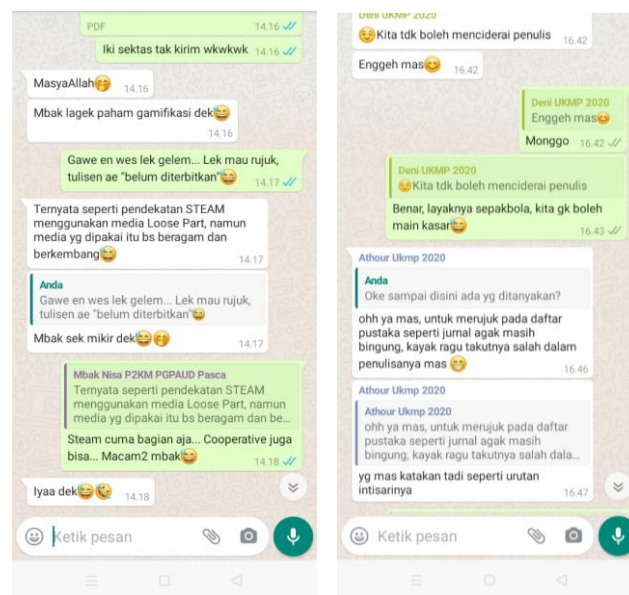 PDF
14.16
Iki sektas tak kirim wkwkwk 14.16
MasyaAllah 14.16
Mbak lagek paham gamifikasi dek
14.16
Gawe en wes lek gelem... Lek mau rujuk,
tulisen ae "belum diterbitkan" 14.17
Ternyata seperti pendekatan STEAM
menggunakan media Loose Part, namun
media yg dipakai itu bs beragam dan
berkembang 14.17
Anda
Gawe en wes lek gelem... Lek mau rujuk,
tulisen ae "belum diterbitkan"
Mbak sek mikir dek 14.17
Mbak Nisa P2KM PGPAUD Pasca
Ternyata seperti pendekatan STEAM
menggunakan media Loose Part, namun
media yg dipakai itu bs beragam dan be...
Steam cuma bagian aja... Cooperative juga
bisa... Macam2 mbak 14.18
Iyaa dek 14.18
Ketik pesan
Deni UKMP 2020
Kita tdk boleh menciderai penulis 16.42
Enggeh mas 16.42
Deni UKMP 2020
Enggeh mas
Monggo 16.42
Deni UKMP 2020
Kita tdk boleh menciderai penulis
Benar, layaknya sepakbola, kita gk boleh
main kasar 16.43
Athour Ukmp 2020
Anda
Oke sampai disini ada yg ditanyakan?
ohh ya mas, untuk merujuk pada daftar
pustaka seperti jurnal agak masih
bingung, kayak ragu takutnya salah dalam
penulisanya mas 16.46
Athour Ukmp 2020
Athour Ukmp 2020
ohh ya mas, untuk merujuk pada daftar
pustaka seperti jurnal agak masih
bingung, kayak ragu takutnya salah dala...
yg mas katakan tadi seperti urutan
intisarinya 16.47
Ketik pesan